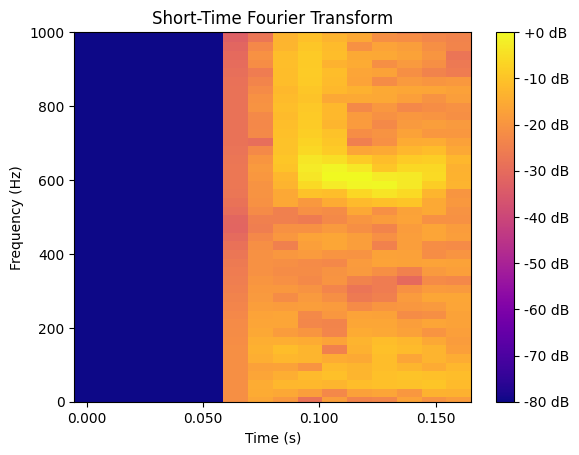 Short-Time Fourier Transform
1000
800
600
400
200
0
Frequency (Hz)
0.000
0.050
0.100
0.150
Time (s)
+0 dB
-10 dB
-20 dB
-30 dB
-40 dB
-50 dB
-60 dB
-70 dB
-80 dB